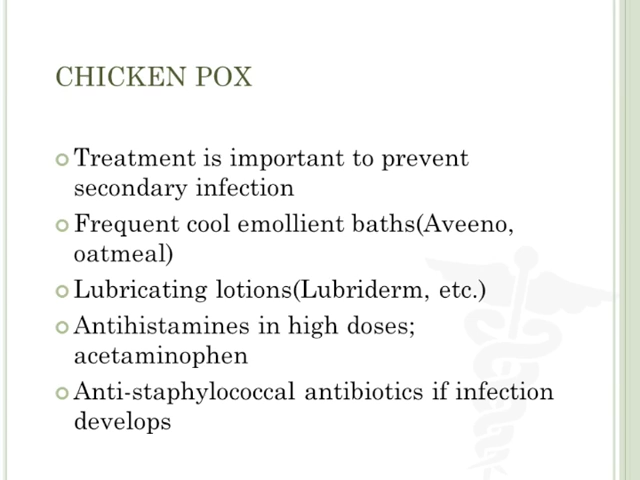 CHICKEN POX
Treatment is important to prevent
secondary infection
Frequent cool emollient baths(Aveeno,
oatmeal)
Lubricating lotions(Lubriderm, etc.)
Antihistamines in high doses;
acetaminophen
Anti-staphylococcal antibiotics if infection
develops